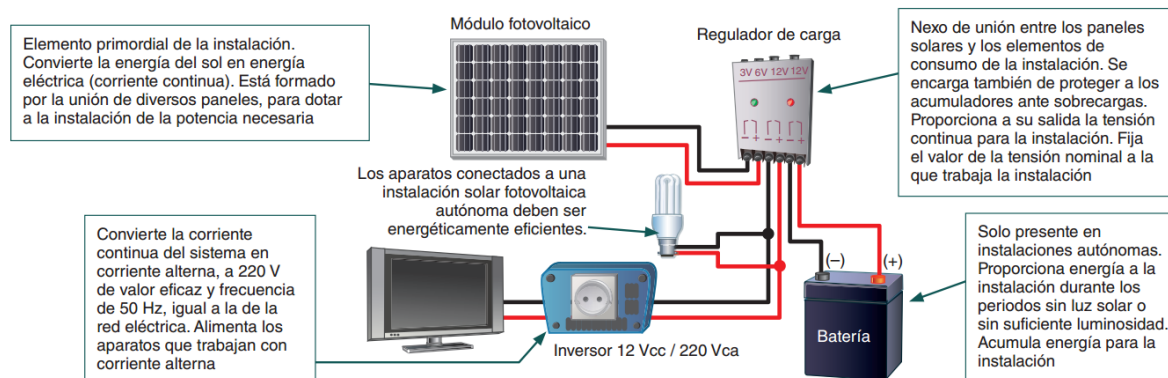 Módulo fotovoltaico
Elemento primordial de la instalación.
Convierte la energía del sol en energía
eléctrica (corriente continua). Está formado
por la unión de diversos paneles, para dotar
a la instalación de la potencia necesaria
Regulador de carga
3V 6V 12V 12V
- + - + - +
Nexo de unión entre los paneles
solares y los elementos de
consumo de la instalación. Se
encarga también de proteger a los
acumuladores ante sobrecargas.
Proporciona a su salida la tensión
continua para la instalación. Fija
el valor de la tensión nominal a la
que trabaja la instalación
Los aparatos conectados a una
instalación solar fotovoltaica
autónoma deben ser
energéticamente eficientes.
Convierte la corriente
continua del sistema en
corriente alterna, a 220 V
de valor eficaz y frecuencia
de 50 Hz, igual a la de la
red eléctrica. Alimenta los
aparatos que trabajan con
corriente alterna
Inversor 12 Vcc / 220 Vca
(–) (+)
Batería
Solo presente en
instalaciones autónomas.
Proporciona energía a la
instalación durante los
periodos sin luz solar o
sin suficiente luminosidad.
Acumula energía para la
instalación